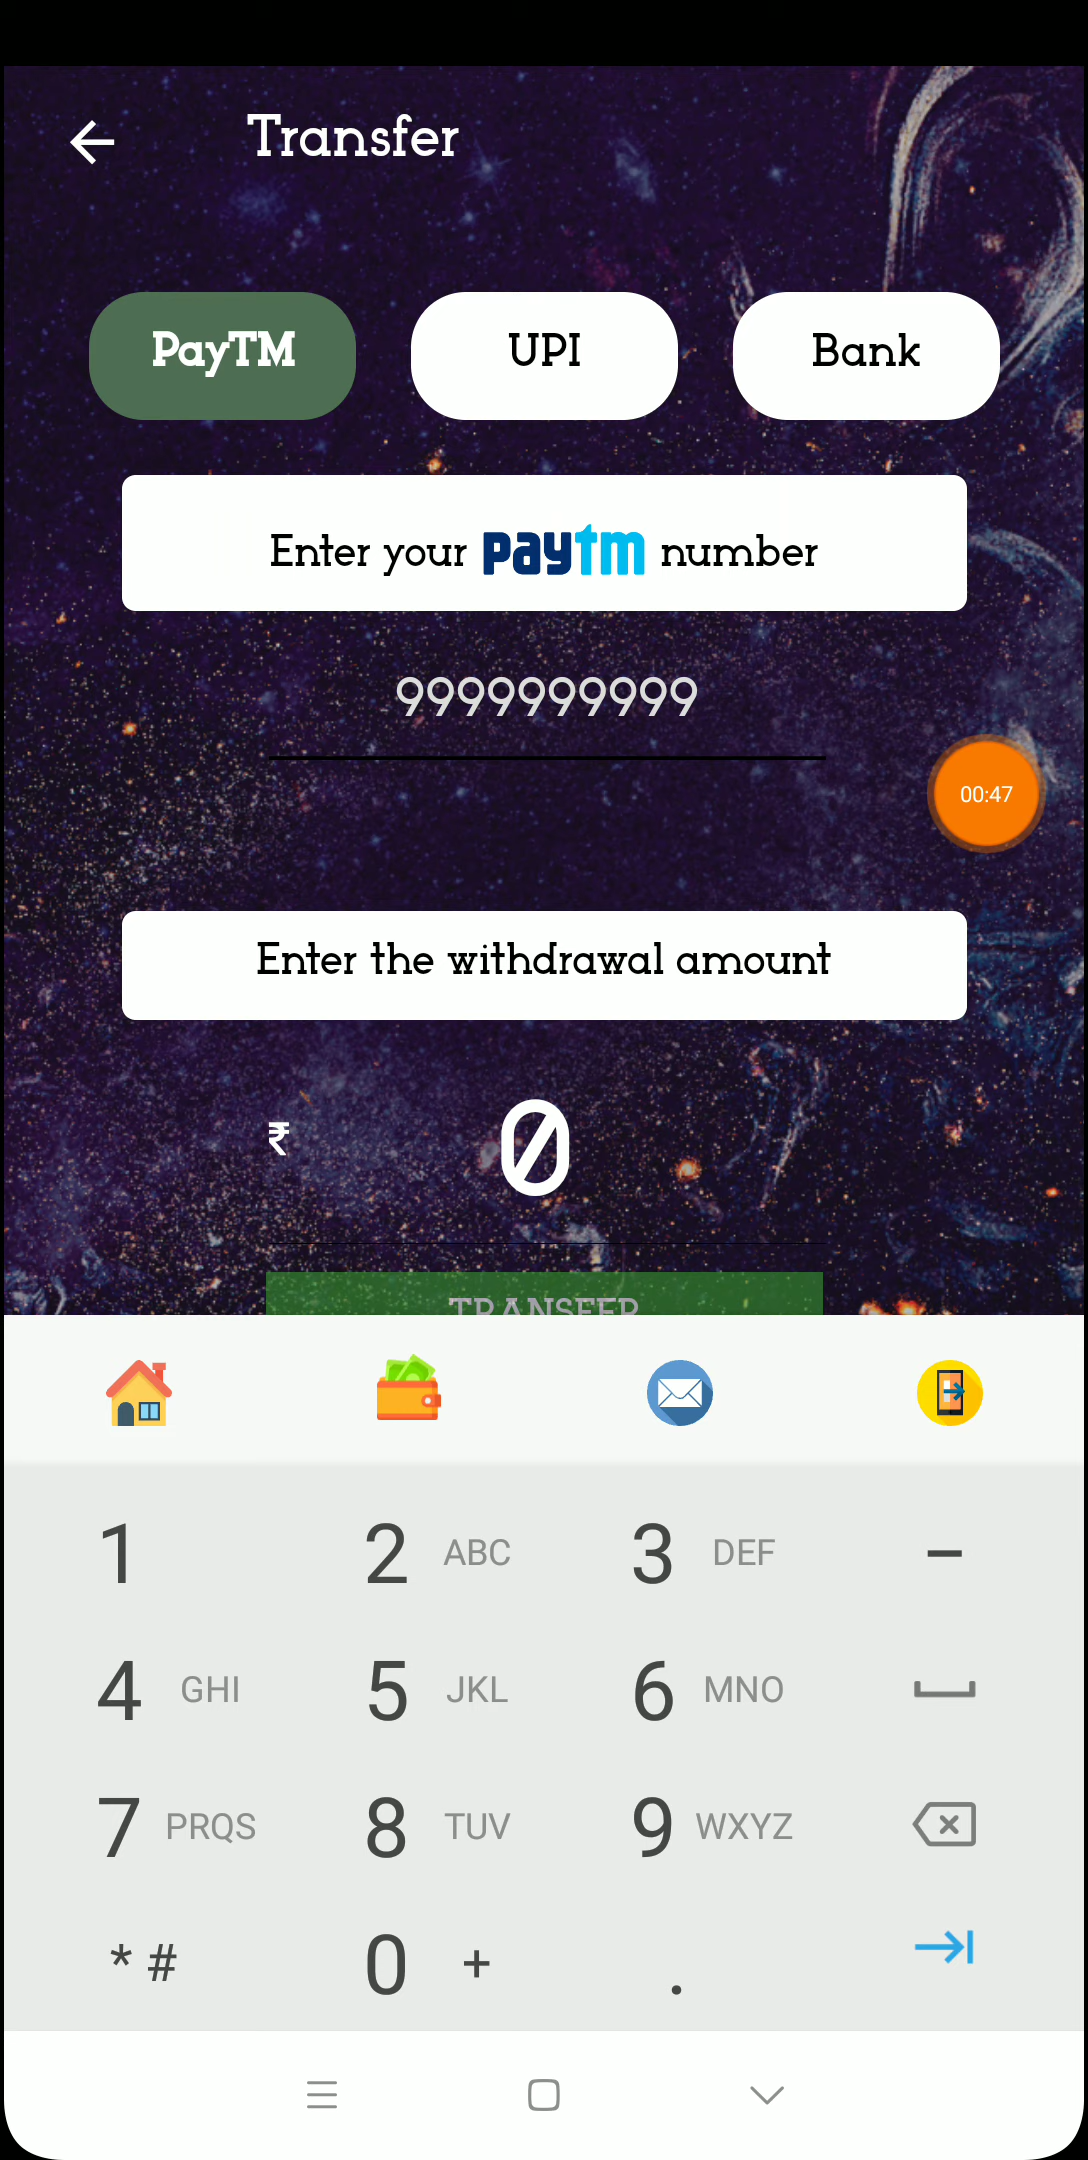 Transfer
PayTM
UPI
Bank
Enter your paytm number
9999999999
00:47
Enter the withdrawal amount
₹ 0
TRANSFER
1
2 ABC
3 DEF
-
4 GHI
5 JKL
6 MNO
7 PRQS
8 TUV
9 WXYZ
* #
0 +
.